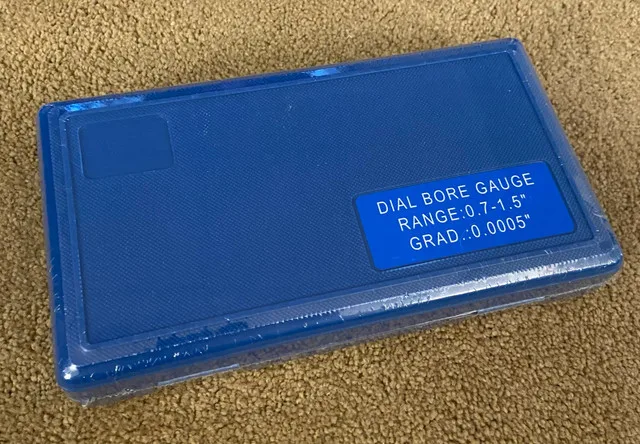 DIAL BORE GAUGE
RANGE:0.7-1.5"
GRAD.:0.0005"